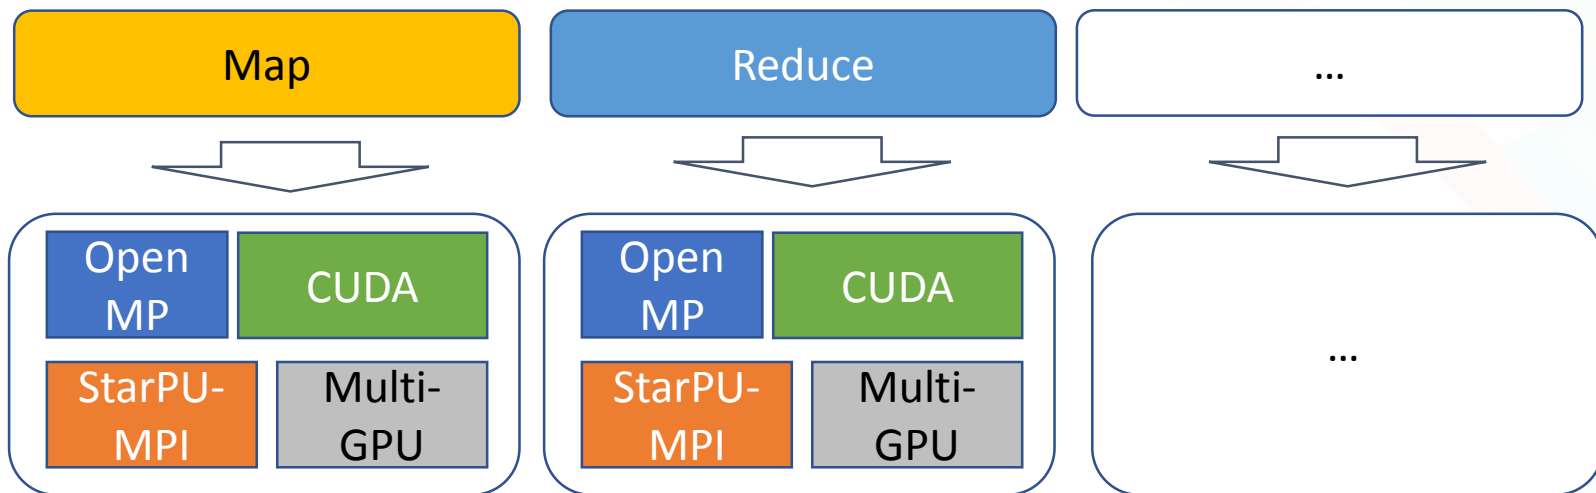 Map
Reduce
...
Open
MP
CUDA
StarPU-
MPI
Multi-
GPU
Open
MP
CUDA
StarPU-
MPI
Multi-
GPU
...